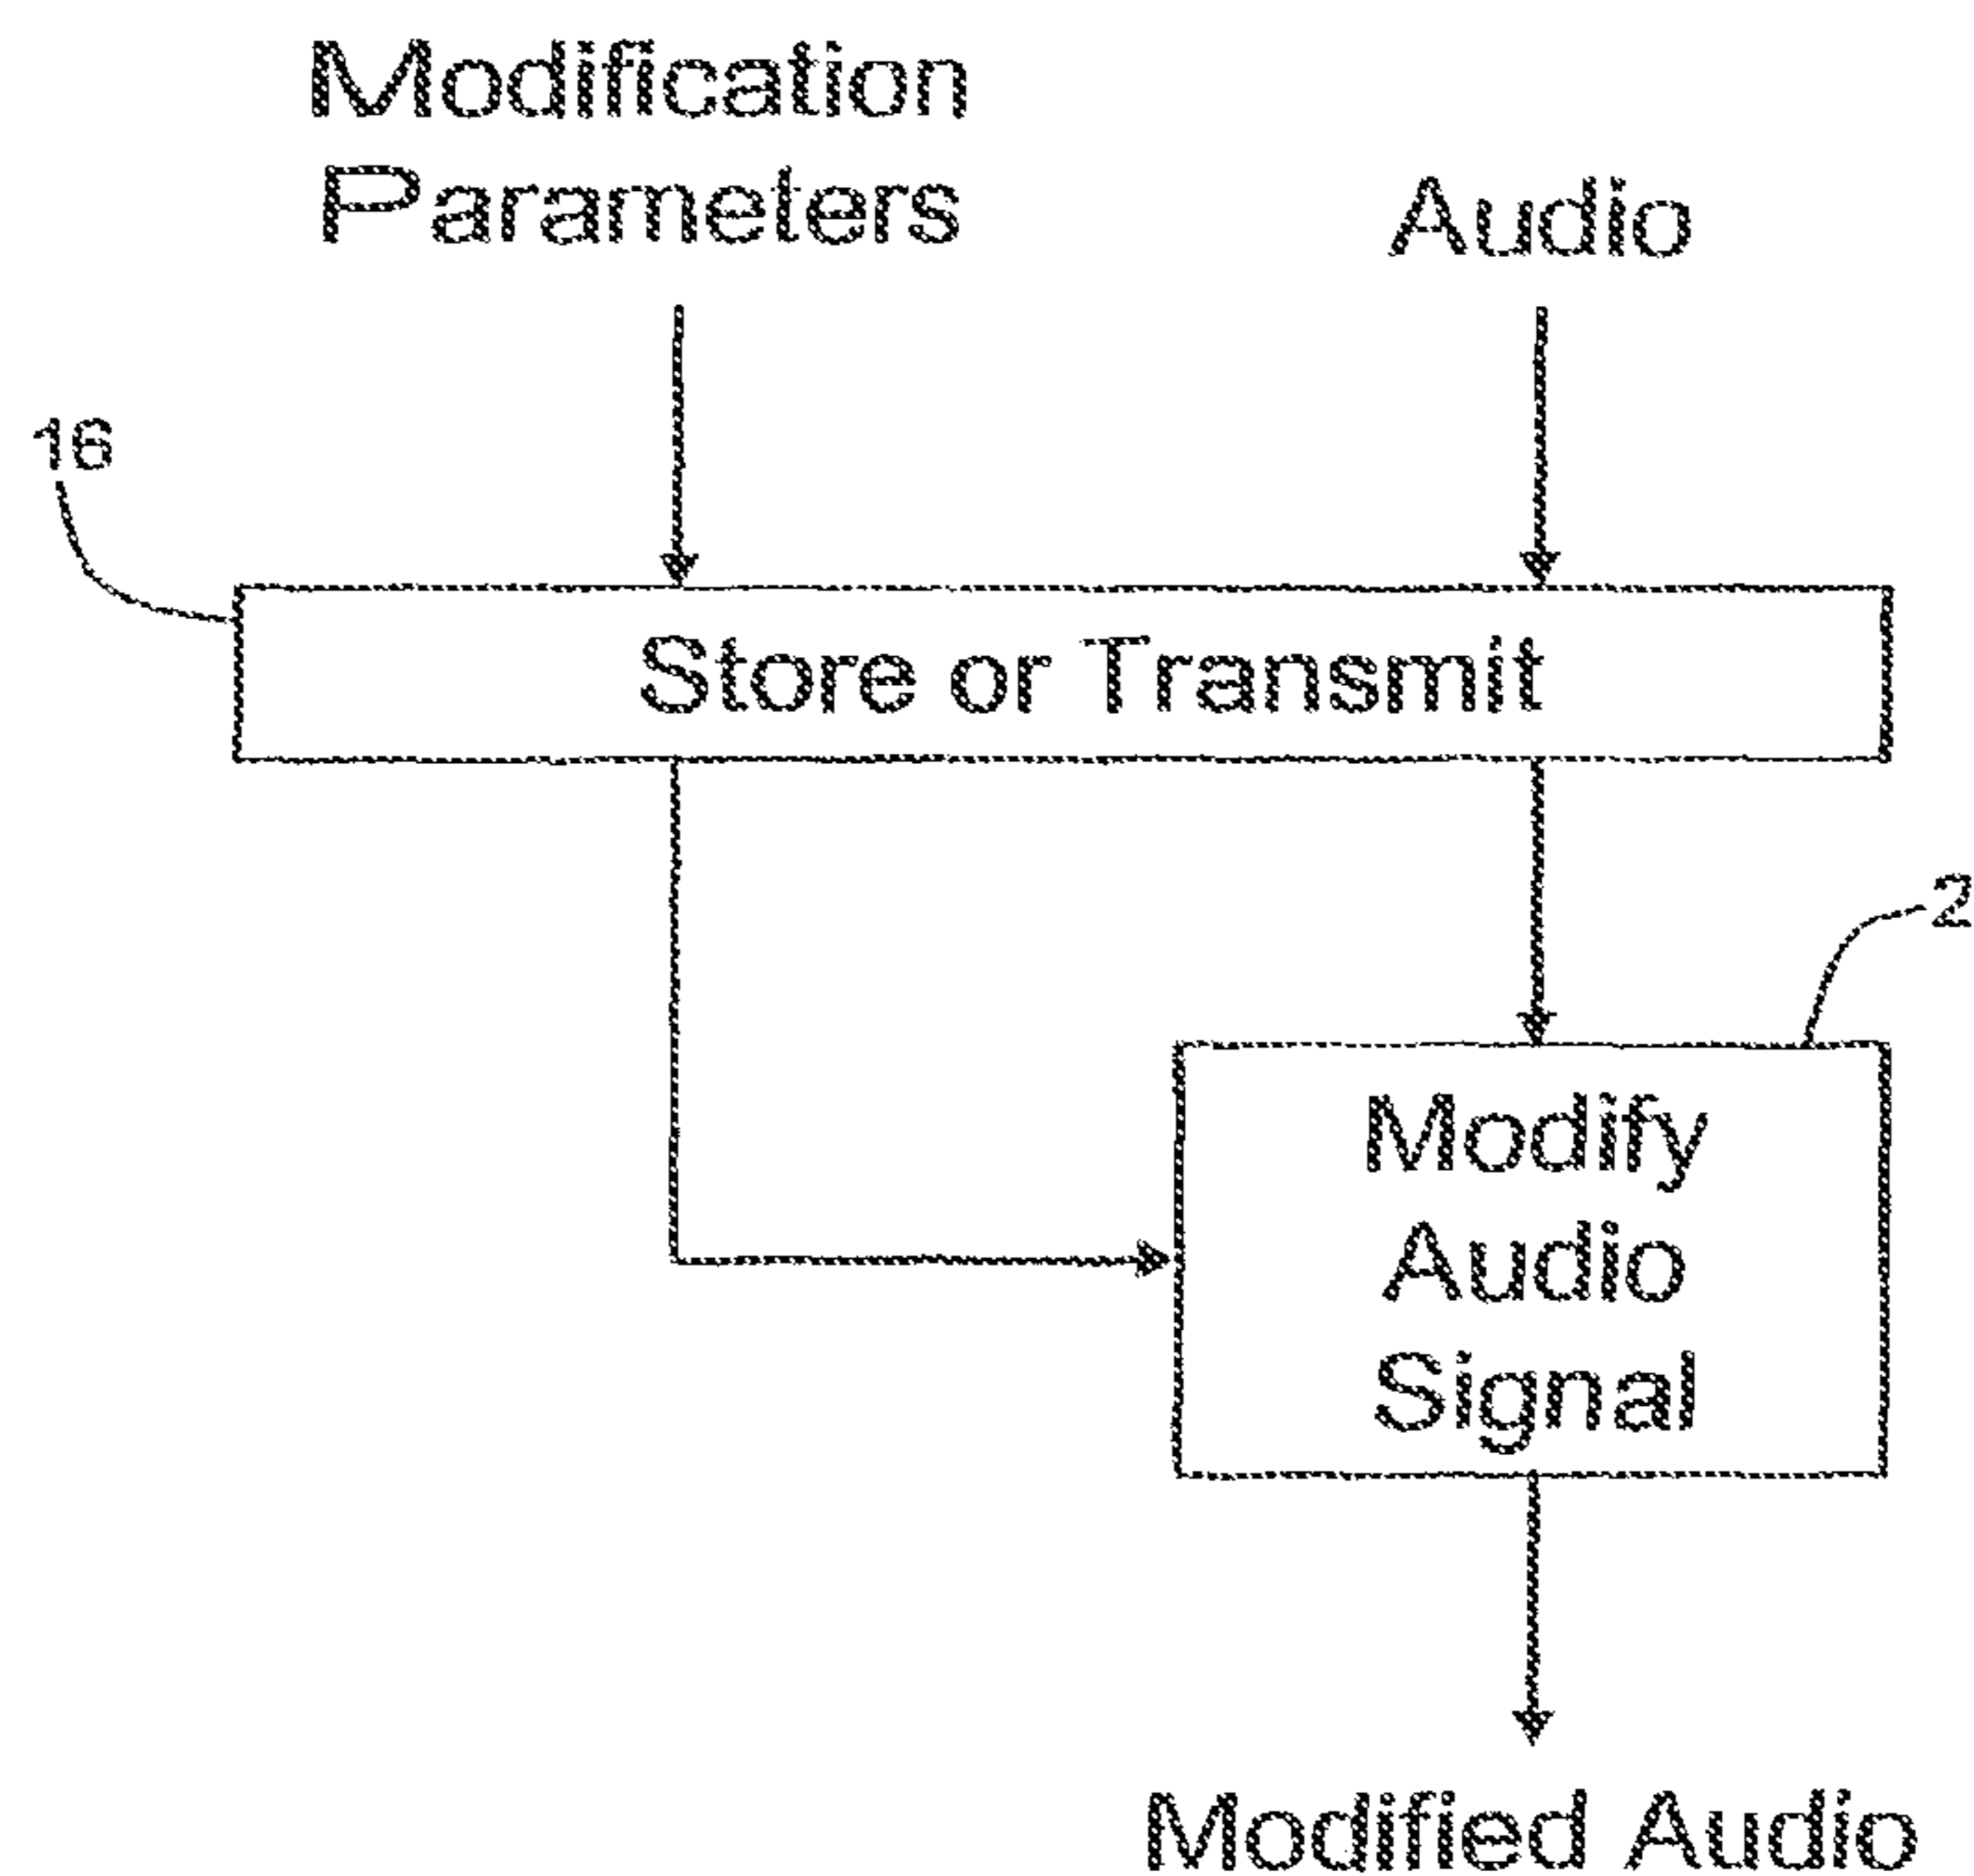 Modification
Parameters
Audio
16
Store or Transmit
2
Modify
Audio
Signal
Modified Audio